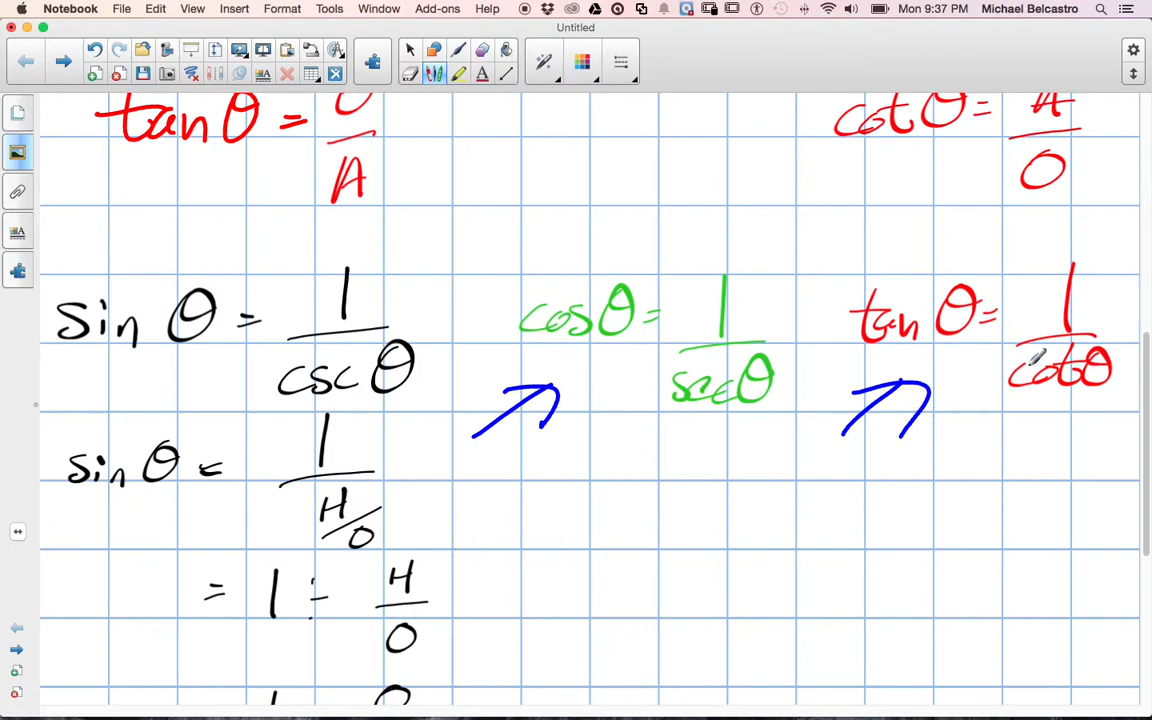 Notebook File Edit View Insert Format Tools Window Add-ons Help Mon 9:37 PM Michael Belcastro
Untitled
tan θ = O/A
cot θ = A/O
sin θ = 1/csc θ
cos θ = 1/sec θ
tan θ = 1/cot θ
sin θ = 1/(H/O)
= 1 ÷ H/O